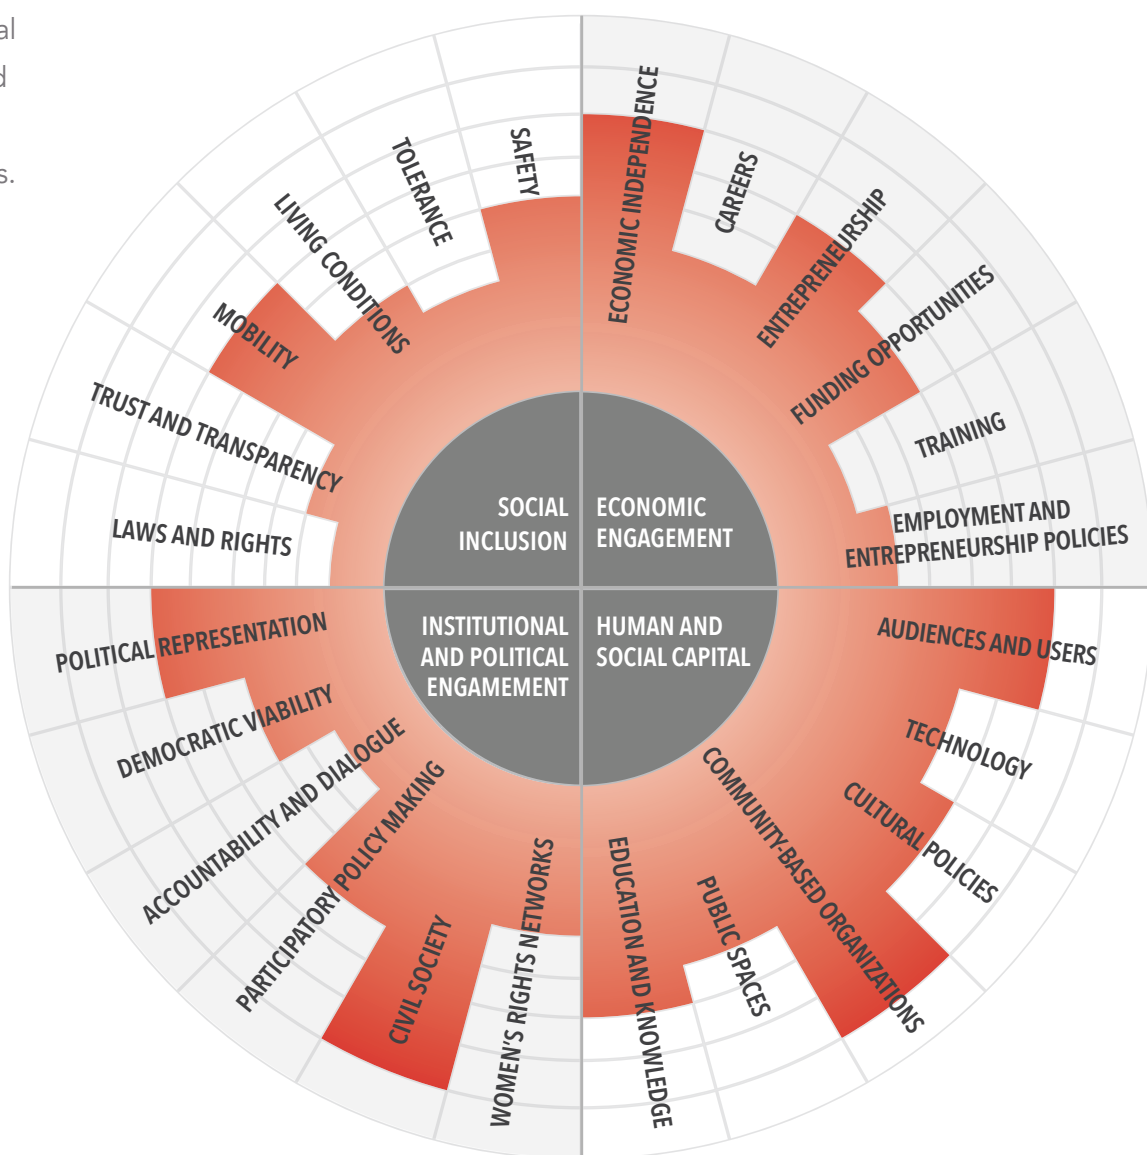 al
d
s.
SAFETY
TOLERANCE
LIVING CONDITIONS
MOBILITY
TRUST AND TRANSPARENCY
LAWS AND RIGHTS
ECONOMIC INDEPENDENCE
CAREERS
ENTREPRENEURSHIP
FUNDING OPPORTUNITIES
TRAINING
EMPLOYMENT AND
ENTREPRENEURSHIP POLICIES
SOCIAL
INCLUSION
ECONOMIC
ENGAGEMENT
INSTITUTIONAL
AND POLITICAL
ENGAMEMENT
HUMAN AND
SOCIAL CAPITAL
POLITICAL REPRESENTATION
DEMOCRATIC VIABILITY
ACCOUNTABILITY AND DIALOGUE
PARTICIPATORY POLICY MAKING
CIVIL SOCIETY
WOMEN'S RIGHTS NETWORKS
AUDIENCES AND USERS
TECHNOLOGY
CULTURAL POLICIES
COMMUNITY-BASED ORGANIZATIONS
PUBLIC SPACES
EDUCATION AND KNOWLEDGE